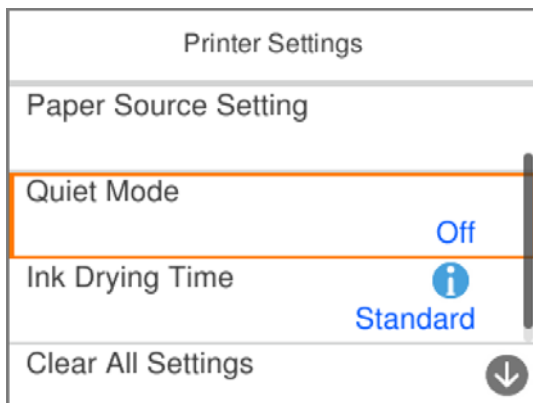 Printer Settings
Paper Source Setting
Quiet Mode
Off
Ink Drying Time
Standard
Clear All Settings